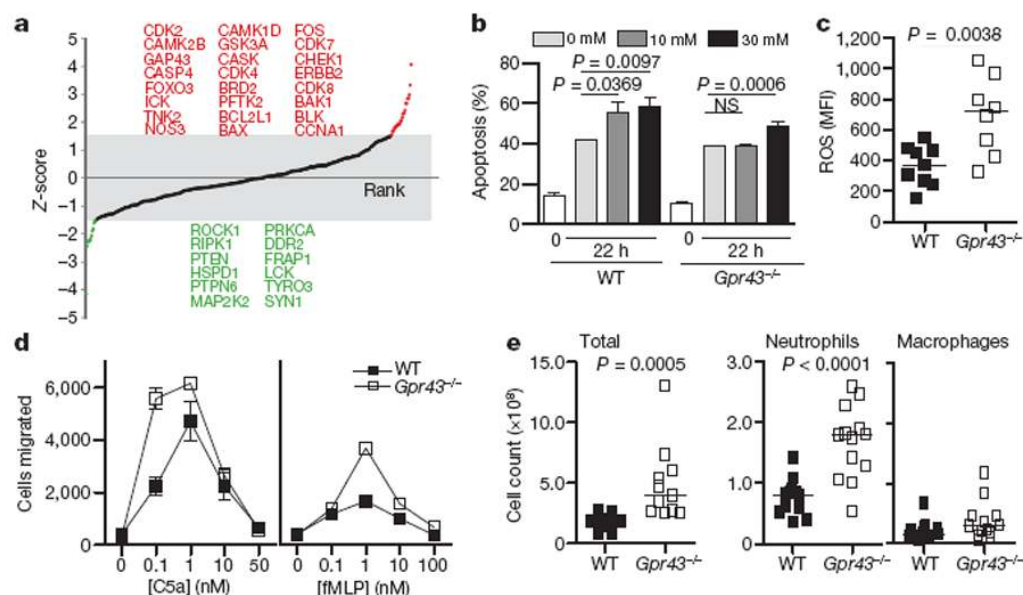 a
5
4
3
2
1
0
−1
−2
−3
−4
−5
Z-score
Rank
CDK2 CAMK1D FOS
CAMK2B GSK3A CDK7
GAP43 CASK CHEK1
CASP4 CDK4 ERBB2
FOXO3 BRD2 CDK8
ICK PFTK2 BAK1
TNK2 BCL2L1 BLK
NOS3 BAX CCNA1
ROCK1 PRKCA
RIPK1 DDR2
PTEN FRAP1
HSPD1 LCK
PTPN6 TYRO3
MAP2K2 SYN1
b
0 mM 10 mM 30 mM
P = 0.0097
P = 0.0369 P = 0.0006
NS
80
60
40
20
0
Apoptosis (%)
0 22 h 0 22 h
WT Gpr43−/−
c
P = 0.0038
1,200
1,000
800
600
400
200
0
ROS (MFI)
WT Gpr43−/−
d
WT
Gpr43−/−
6,000
4,000
2,000
0
Cells migrated
0 0.1 1 10 50
[C5a] (nM)
0 0.1 1 10 100
[fMLP] (nM)
e
Total
P = 0.0005
15.0
10.0
5.0
0
Cell count (×10⁸)
WT Gpr43−/−
Neutrophils
P < 0.0001
3.0
2.0
1.0
0
WT Gpr43−/−
Macrophages
WT Gpr43−/−